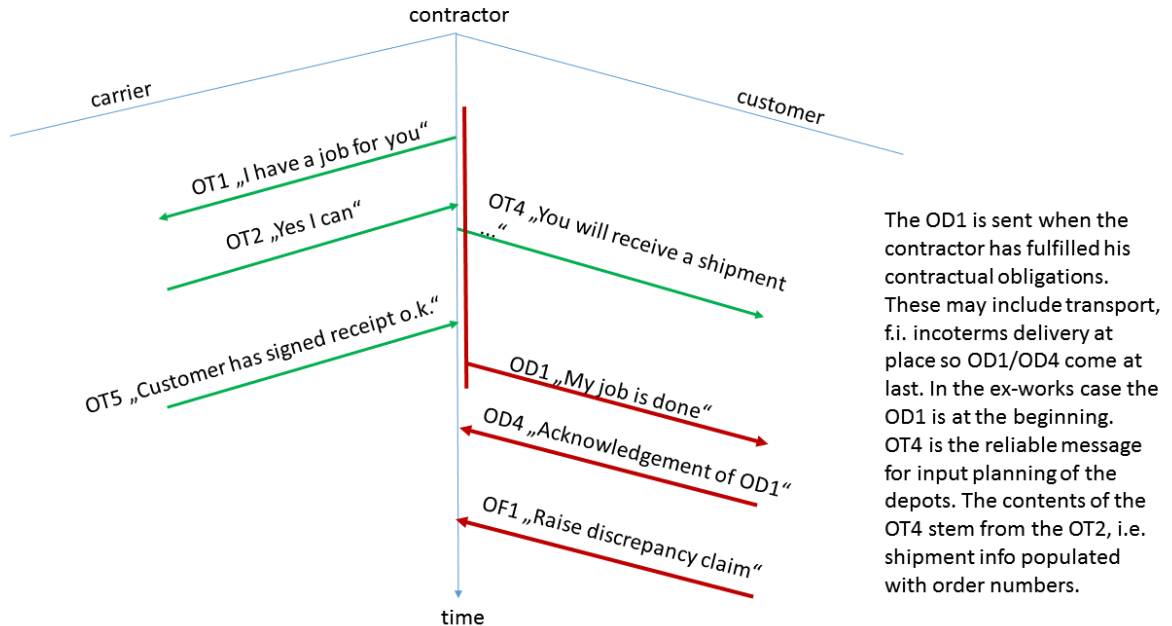 contractor
carrier
customer
OT1 „I have a job for you“
OT2 „Yes I can“
OT4 „You will receive a shipment
…“
OT5 „Customer has signed receipt o.k.“
OD1 „My job is done“
OD4 „Acknowledgement of OD1“
OF1 „Raise discrepancy claim“
time
The OD1 is sent when the
contractor has fulfilled his
contractual obligations.
These may include transport,
f.i. incoterms delivery at
place so OD1/OD4 come at
last. In the ex-works case the
OD1 is at the beginning.
OT4 is the reliable message
for input planning of the
depots. The contents of the
OT4 stem from the OT2, i.e.
shipment info populated
with order numbers.